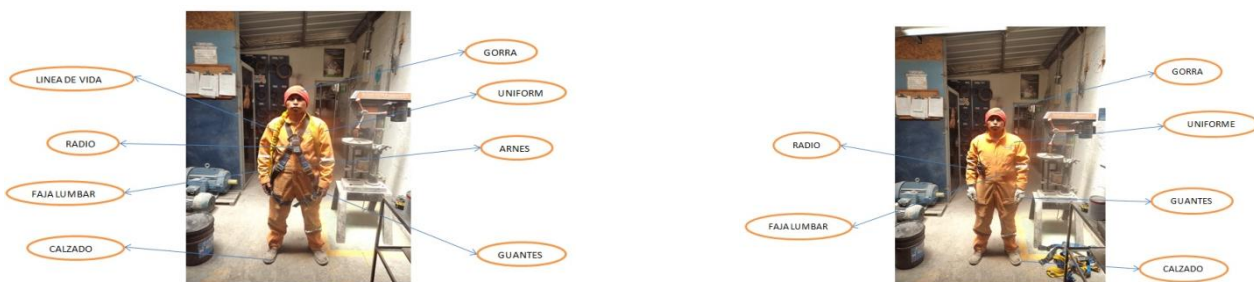 LINEA DE VIDA
RADIO
FAJA LUMBAR
CALZADO
GORRA
UNIFORM
ARNES
GUANTES
RADIO
FAJA LUMBAR
GORRA
UNIFORME
GUANTES
CALZADO